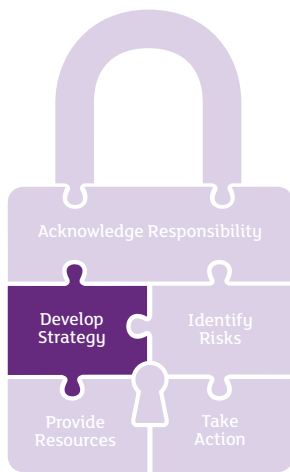 Acknowledge Responsibility
Develop
Strategy
Identify
Risks
Provide
Resources
Take
Action